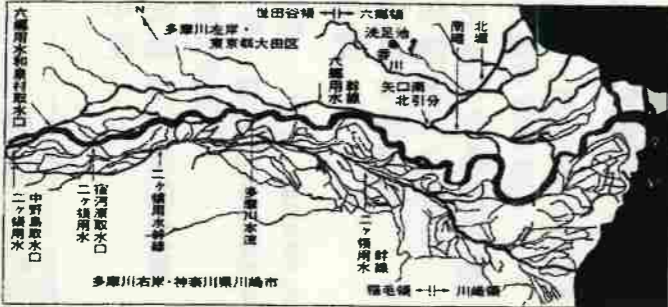 世田谷領 ←||→ 六郷領
多摩川左岸・
東京都大田区
洗足池
呑川
南堀
北堀
矢口南
北引分
六郷用水
幹線
六郷用水和泉村取水口
二ヶ領用水
中野島取水口
二ヶ領用水
宿河原取水口
二ヶ領用水幹線
多摩川本流
二ヶ領用水
幹線
稲毛領 ←||→ 川崎領
多摩川右岸・神奈川県川崎市
N